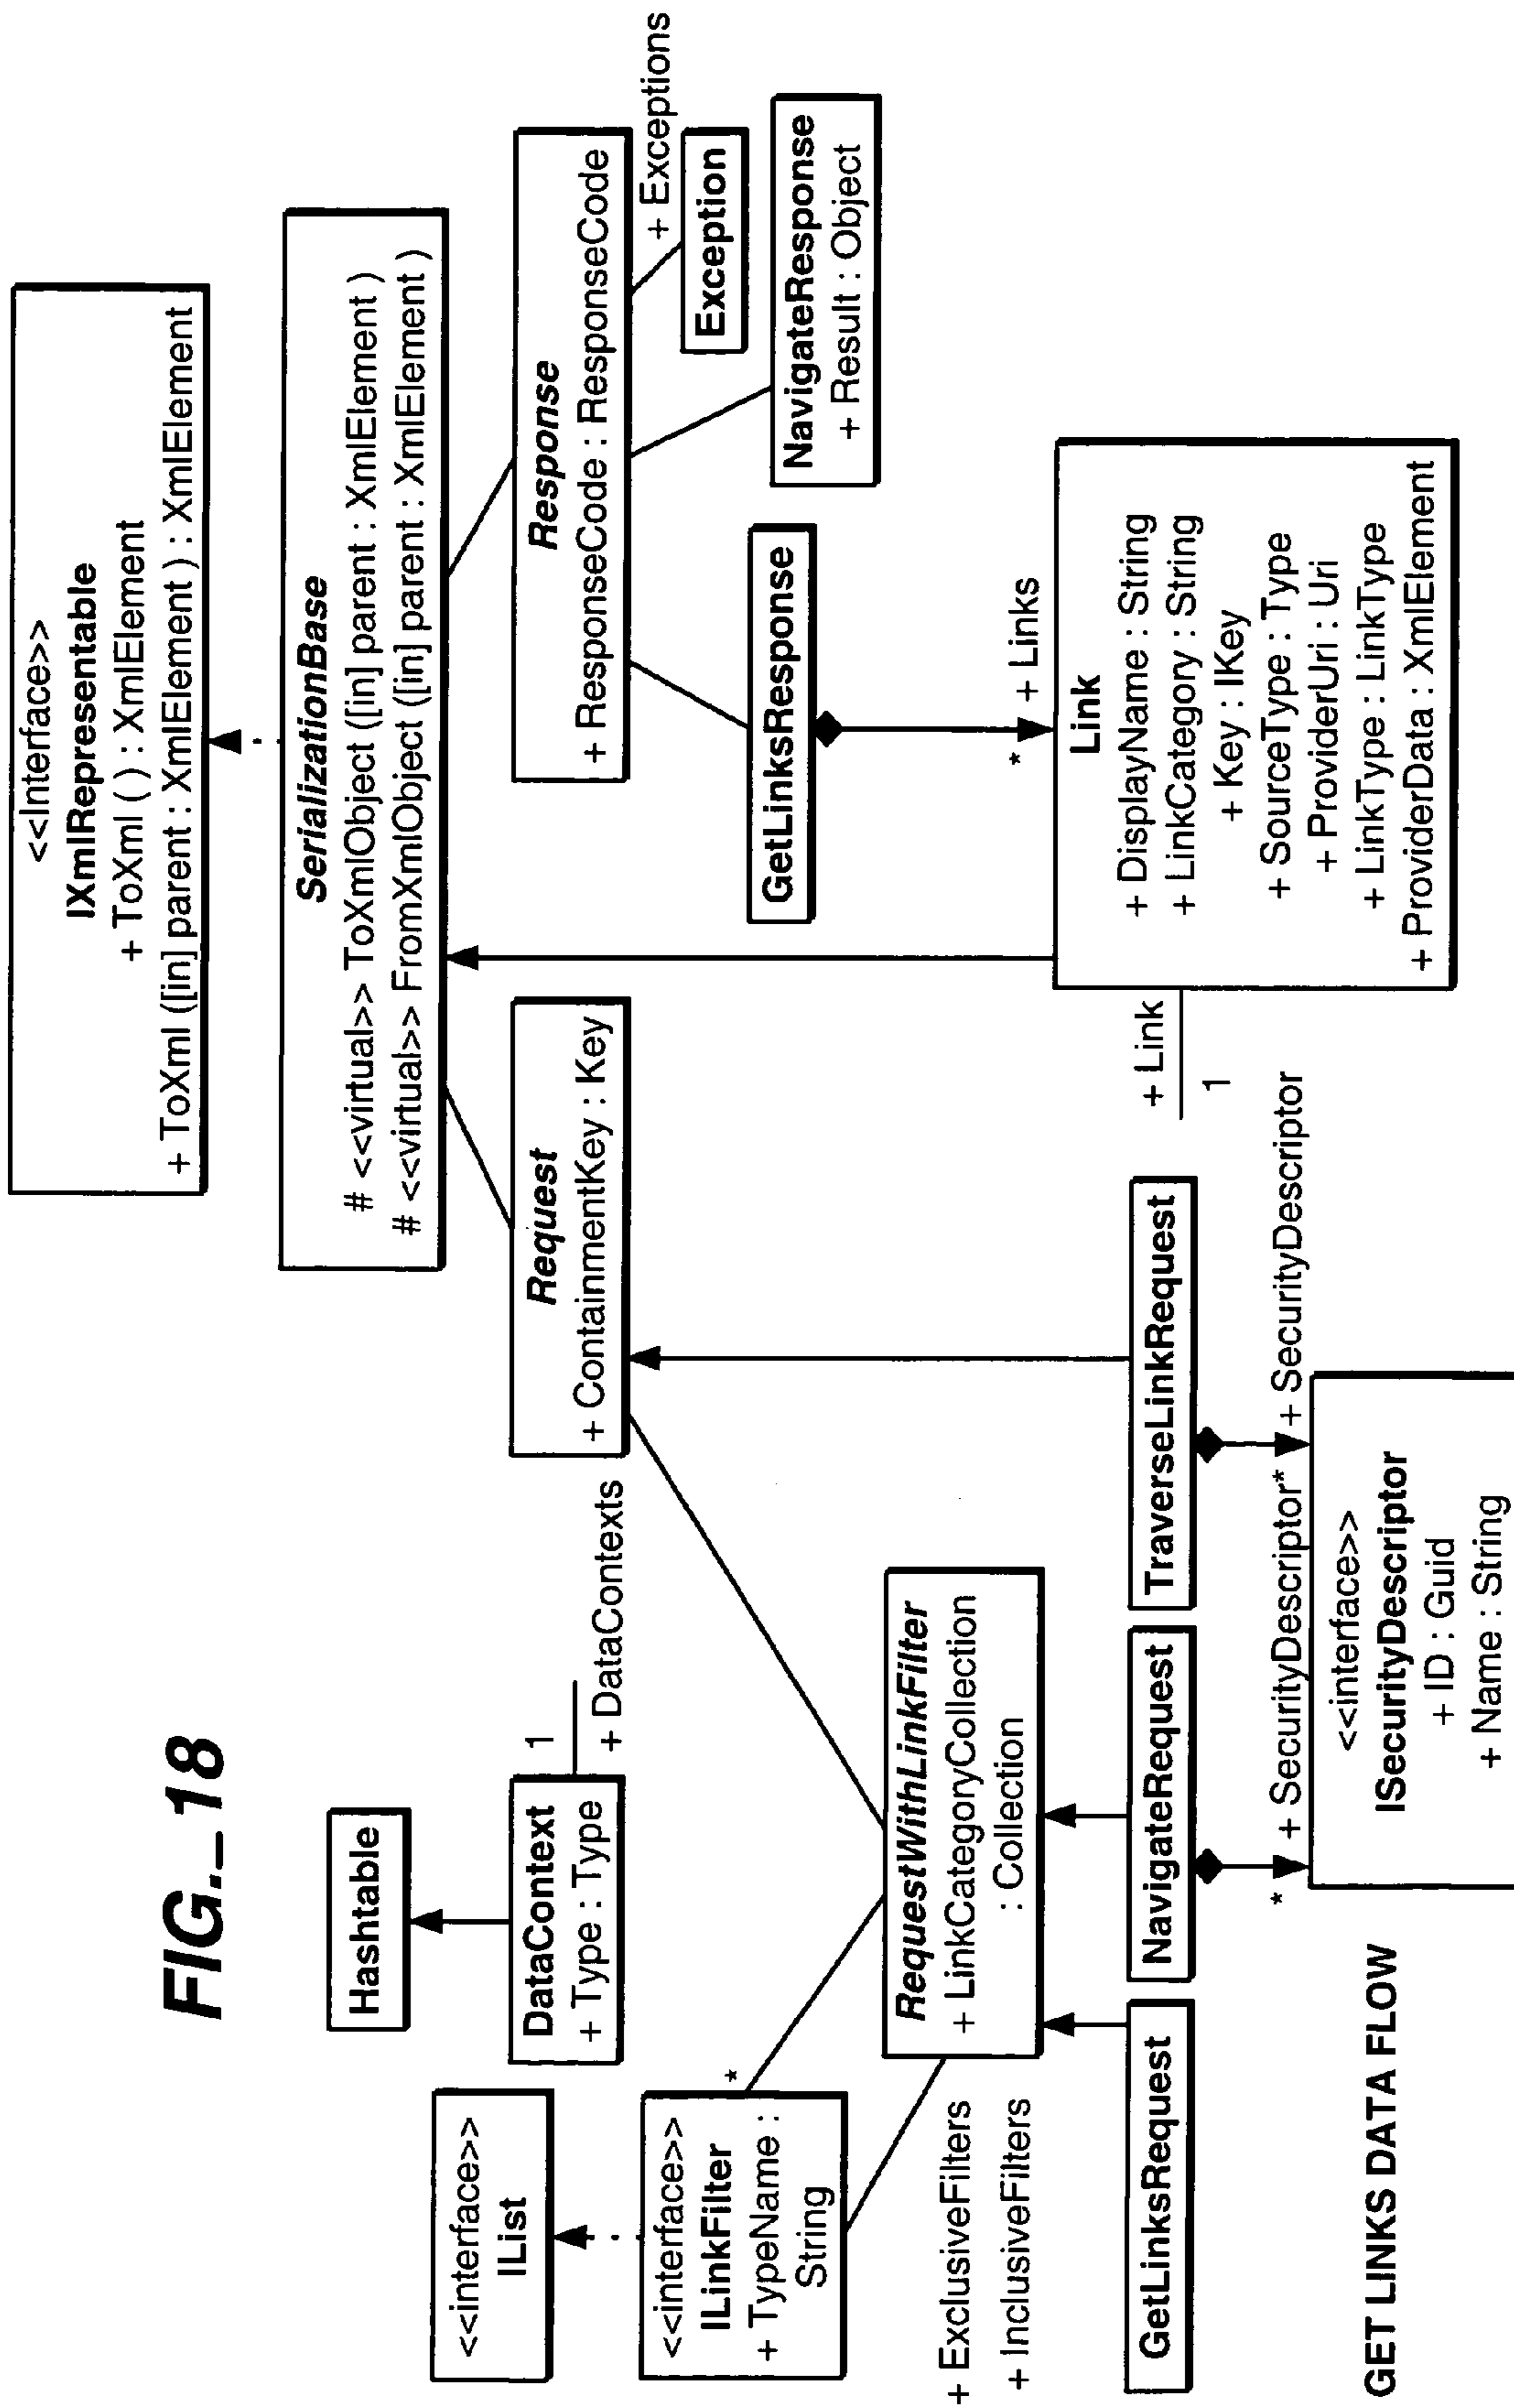 FIG._18
<<Interface>>
IXmlRepresentable
+ ToXml ( ) : XmlElement
+ ToXml ([in] parent : XmlElement ) : XmlElement
SerializationBase
# <<virtual>> ToXmlObject ([in] parent : XmlElement )
# <<virtual>> FromXmlObject ([in] parent : XmlElement )
Hashtable
DataContext
+ Type : Type
1
+ DataContexts
Request
+ ContainmentKey : Key
Response
+ ResponseCode : ResponseCode
+ Exceptions
Exception
NavigateResponse
+ Result : Object
GetLinksResponse
<<interface>>
IList
<<interface>>
ILinkFilter
+ TypeName :
String
*
+ ExclusiveFilters
+ InclusiveFilters
RequestWithLinkFilter
+ LinkCategoryCollection
: Collection
* + Links
Link
+ DisplayName : String
+ LinkCategory : String
+ Key : IKey
+ SourceType : Type
+ ProviderUri : Uri
+ LinkType : LinkType
+ ProviderData : XmlElement
+ Link
1
GetLinksRequest
NavigateRequest
TraverseLinkRequest
* + SecurityDescriptor
* + SecurityDescriptor
<<interface>>
ISecurityDescriptor
+ ID : Guid
+ Name : String
GET LINKS DATA FLOW